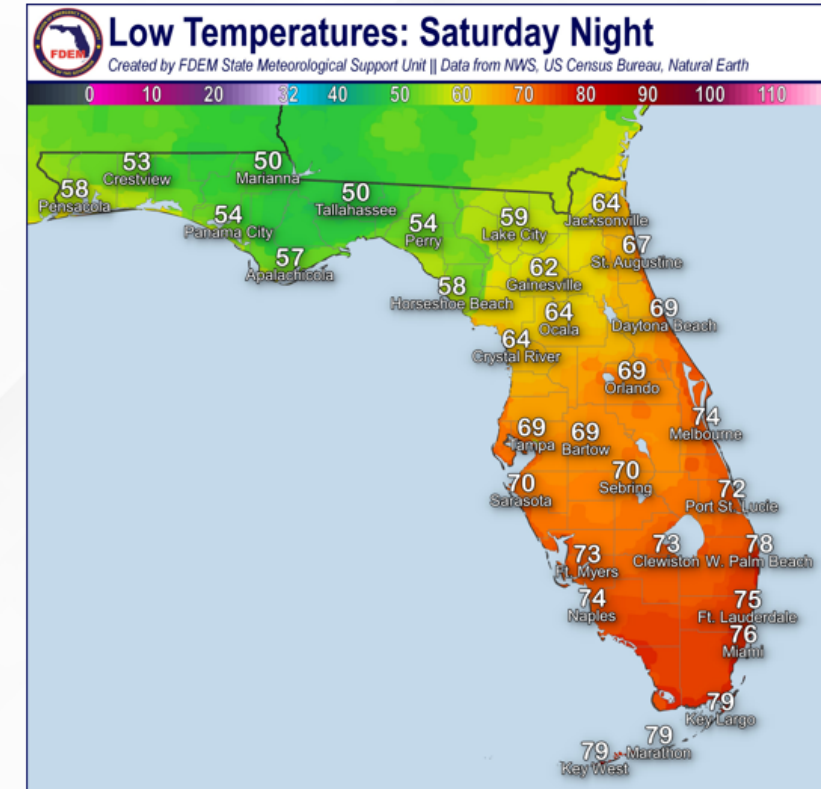 FDEM
Low Temperatures: Saturday Night
Created by FDEM State Meteorological Support Unit || Data from NWS, US Census Bureau, Natural Earth
0 10 20 32 40 50 60 70 80 90 100 110
53
Crestview
50
Marianna
58
Pensacola
50
Tallahassee
54
Panama City
54
Perry
59
Lake City
64
Jacksonville
67
St. Augustine
57
Apalachicola
62
Gainesville
58
Horseshoe Beach
64
Ocala
69
Daytona Beach
64
Crystal River
69
Orlando
74
Melbourne
69
Tampa
69
Bartow
70
Sebring
70
Sarasota
72
Port St. Lucie
73
Ft. Myers
73
Clewiston
78
W. Palm Beach
74
Naples
75
Ft. Lauderdale
76
Miami
79
Key Largo
79
Marathon
79
Key West